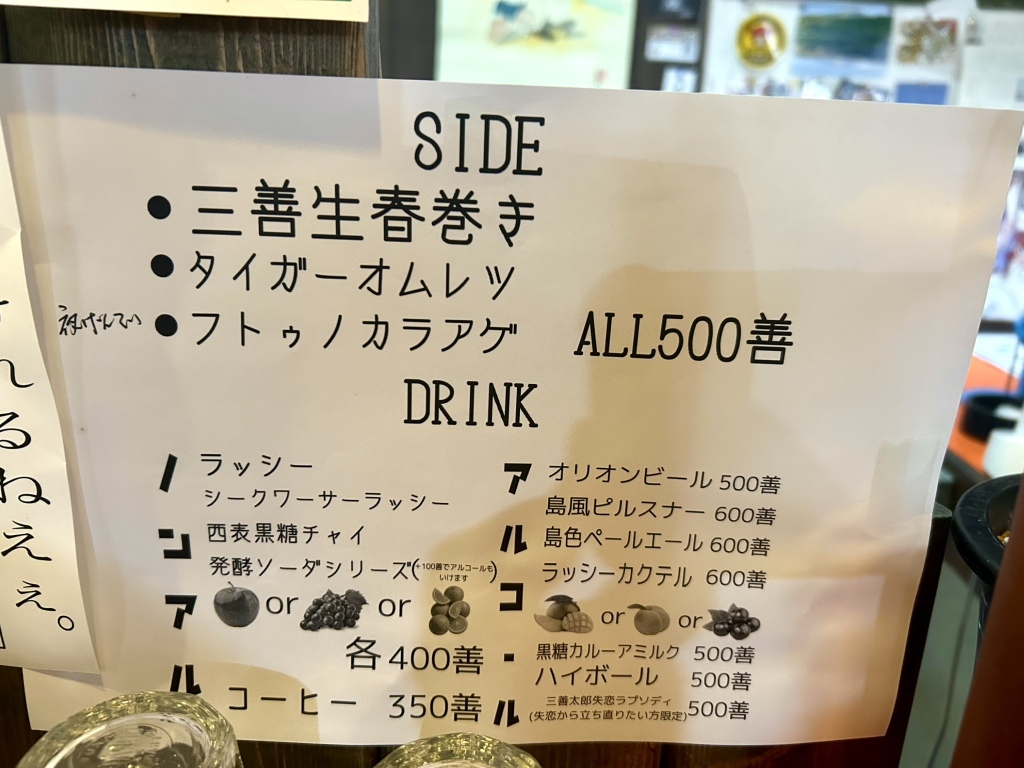 SIDE
●三善生春巻き
●タイガーオムレツ
●フトゥノカラアゲ
ALL500善
DRINK
ノンアル
ラッシー
シークワーサーラッシー
西表黒糖チャイ
発酵ソーダシリーズ(+100善でアルコールもいけます)
or or
各400善
コーヒー 350善
アルコ・ル
オリオンビール 500善
島風ピルスナー 600善
島色ペールエール 600善
ラッシーカクテル 600善
or or
黒糖カルーアミルク 500善
ハイボール 500善
三善太郎失恋ラプソディ
(失恋から立ち直りたい方限定)500善
れるねえぇ。